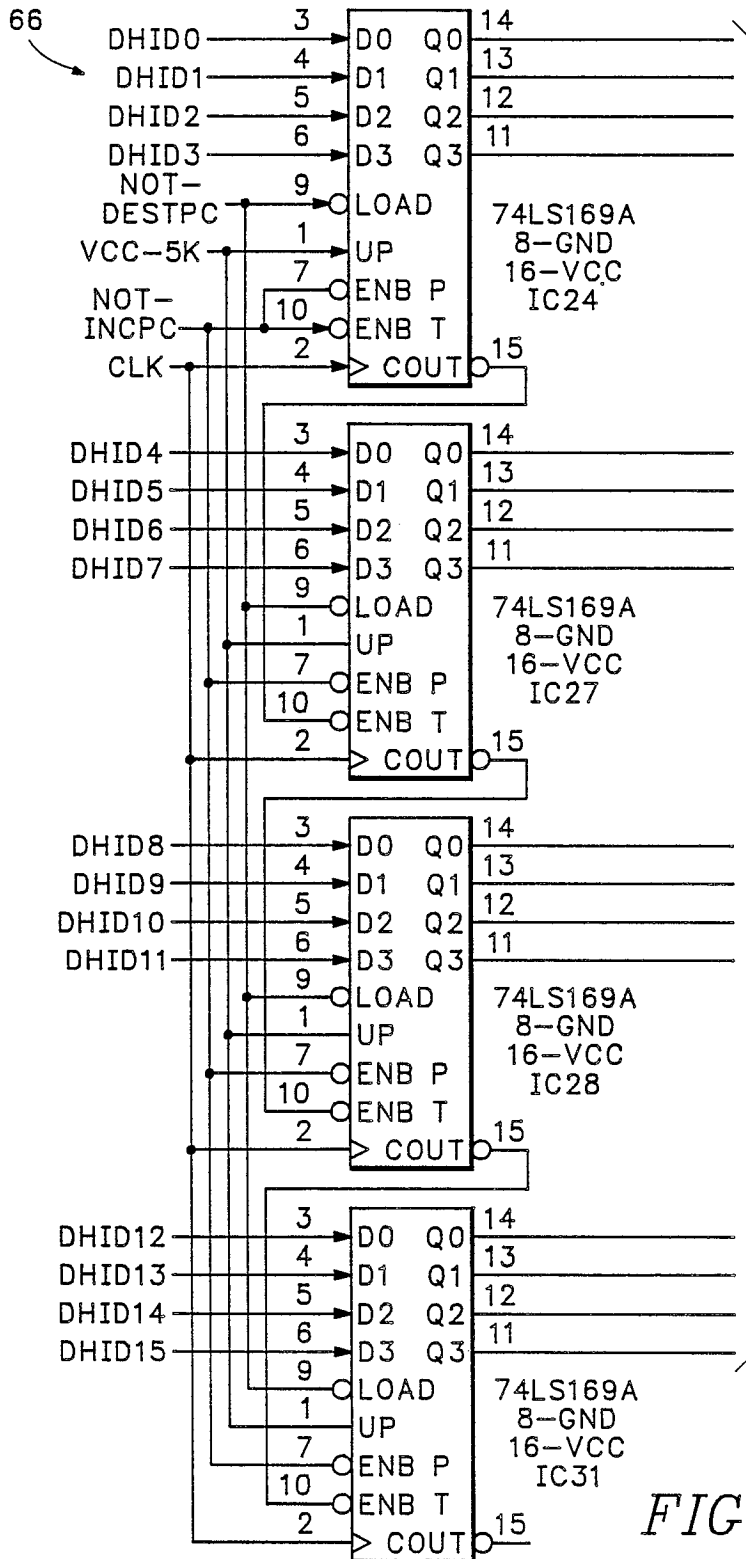 66
DHID0 3 D0 Q0 14
DHID1 4 D1 Q1 13
DHID2 5 D2 Q2 12
DHID3 6 D3 Q3 11
NOT-
DESTPC 9 LOAD
VCC-5K 1 UP
7 ENB P
NOT-
INCPC 10 ENB T
CLK 2 COUT 15
74LS169A
8-GND
16-VCC
IC24
DHID4 3 D0 Q0 14
DHID5 4 D1 Q1 13
DHID6 5 D2 Q2 12
DHID7 6 D3 Q3 11
9 LOAD
1 UP
7 ENB P
10 ENB T
2 COUT 15
74LS169A
8-GND
16-VCC
IC27
DHID8 3 D0 Q0 14
DHID9 4 D1 Q1 13
DHID10 5 D2 Q2 12
DHID11 6 D3 Q3 11
9 LOAD
1 UP
7 ENB P
10 ENB T
2 COUT 15
74LS169A
8-GND
16-VCC
IC28
DHID12 3 D0 Q0 14
DHID13 4 D1 Q1 13
DHID14 5 D2 Q2 12
DHID15 6 D3 Q3 11
9 LOAD
1 UP
7 ENB P
10 ENB T
2 COUT 15
74LS169A
8-GND
16-VCC
IC31
FIG